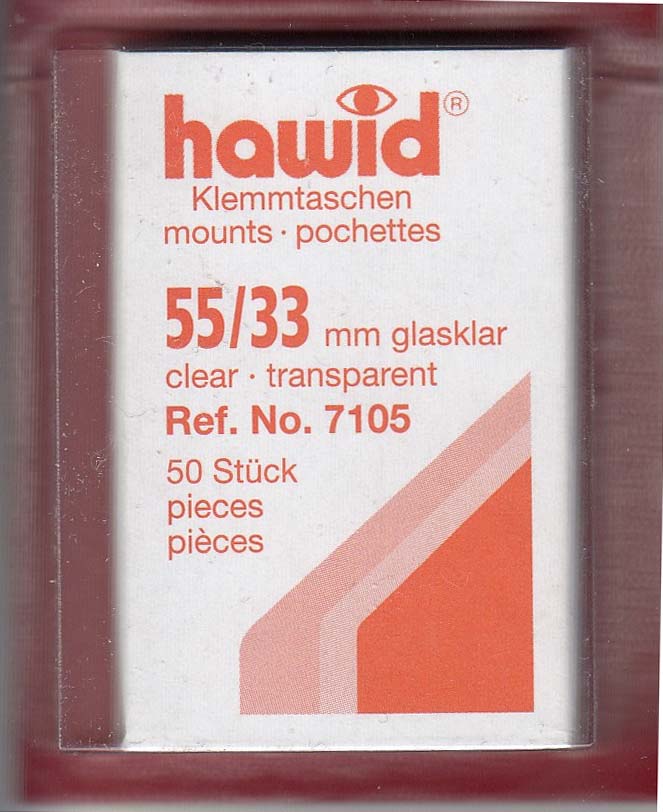 hawid®
Klemmtaschen
mounts · pochettes
55/33 mm glasklar
clear · transparent
Ref. No. 7105
50 Stück
pieces
pièces